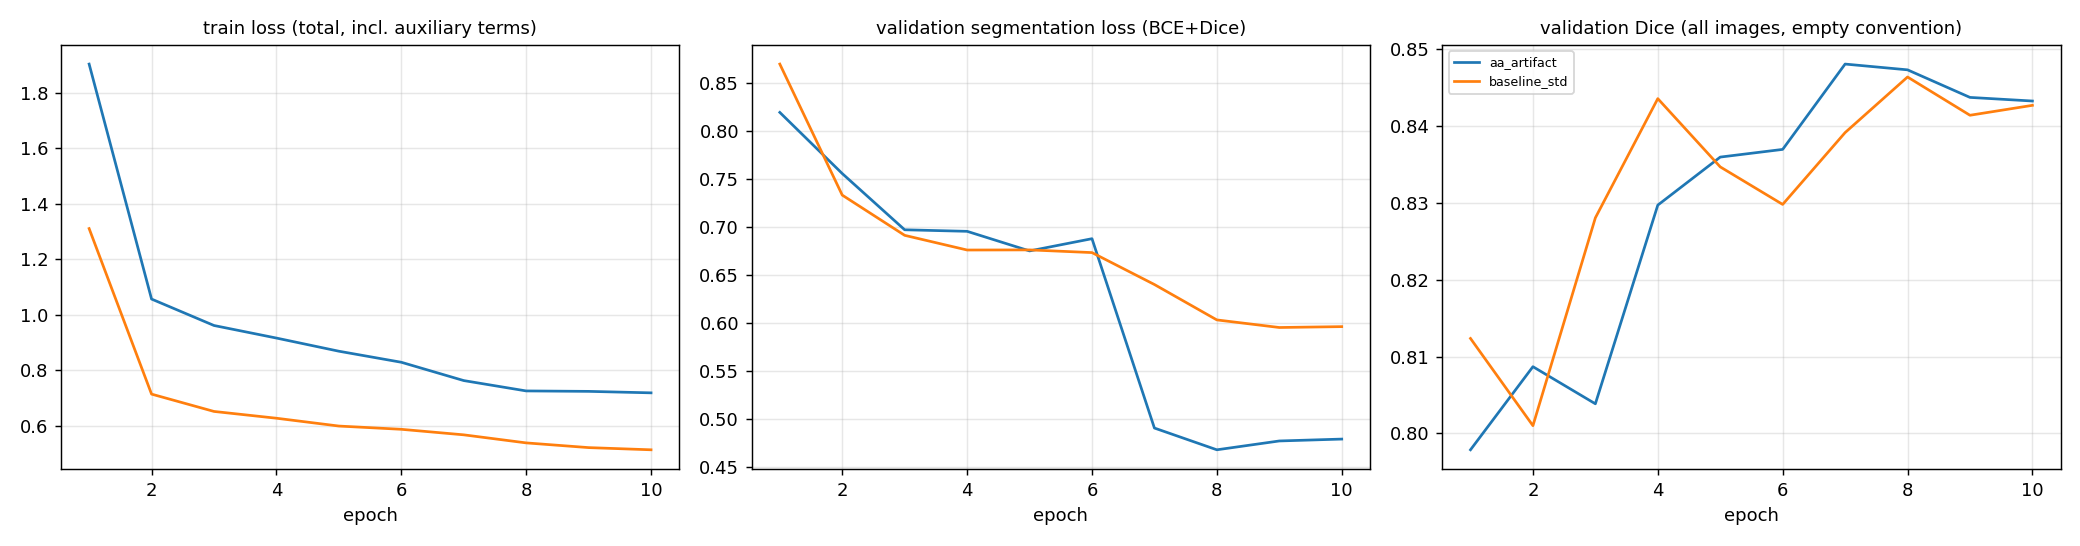 train loss (total, incl. auxiliary terms)
1.8
1.6
1.4
1.2
1.0
0.8
0.6
2 4 6 8 10
epoch
validation segmentation loss (BCE+Dice)
0.85
0.80
0.75
0.70
0.65
0.60
0.55
0.50
0.45
2 4 6 8 10
epoch
validation Dice (all images, empty convention)
aa_artifact
baseline_std
0.85
0.84
0.83
0.82
0.81
0.80
2 4 6 8 10
epoch